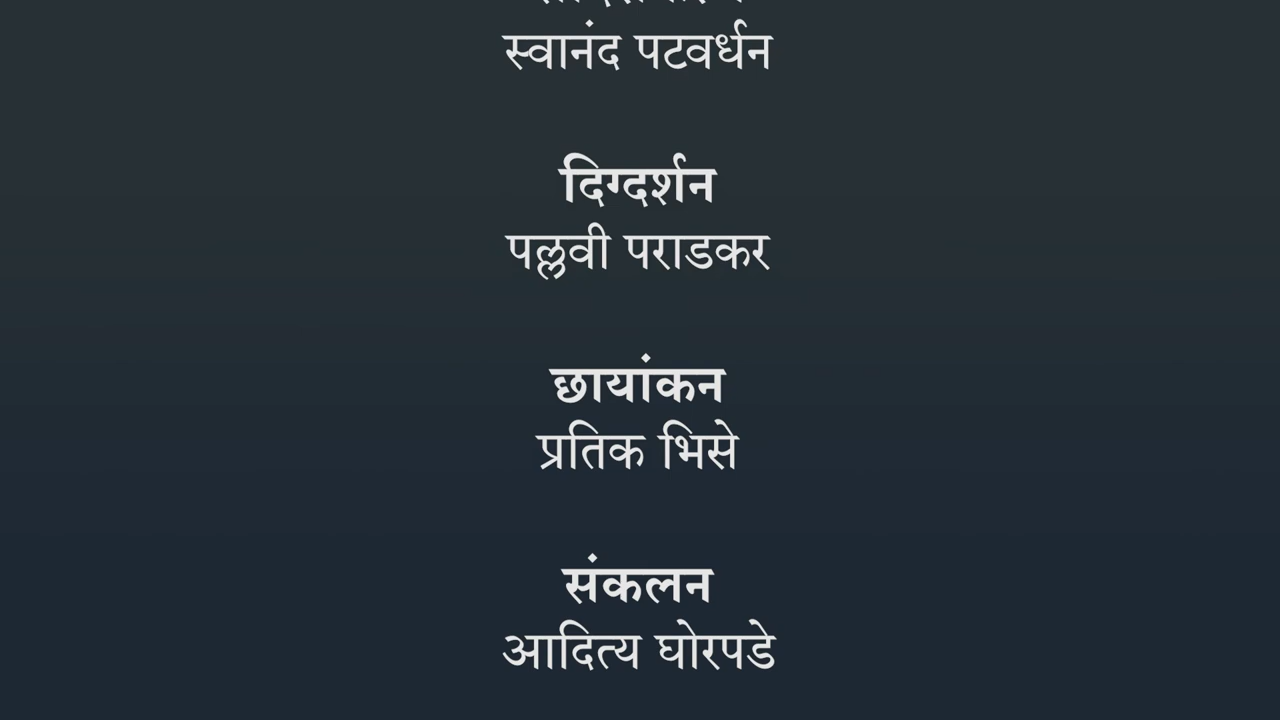 स्वानंद पटवर्धन
दिग्दर्शन
पल्लवी पराडकर
छायांकन
प्रतिक भिसे
संकलन
आदित्य घोरपडे